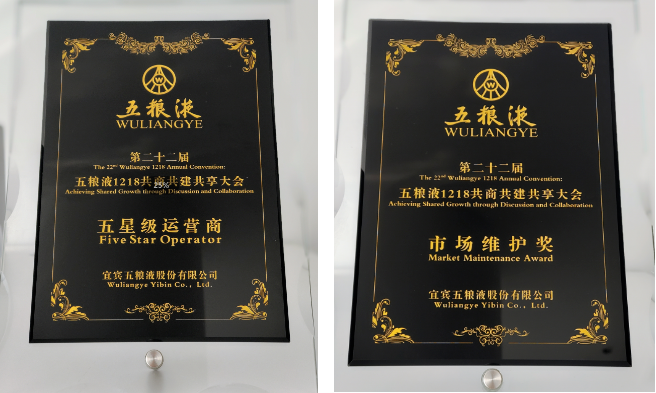 五粮液
WULIANGYE
第二十二届
The 22nd Wuliangye 1218 Annual Convention:
五粮液1218共商共建共享大会
25%
Achieving Shared Growth through Discussion and Collaboration
五星级运营商
Five Star Operator
宜宾五粮液股份有限公司
Wuliangye Yibin Co., Ltd.
五粮液
WULIANGYE
第二十二届
The 22nd Wuliangye 1218 Annual Convention:
五粮液1218共商共建共享大会
Achieving Shared Growth through Discussion and Collaboration
市场维护奖
Market Maintenance Award
宜宾五粮液股份有限公司
Wuliangye Yibin Co., Ltd.